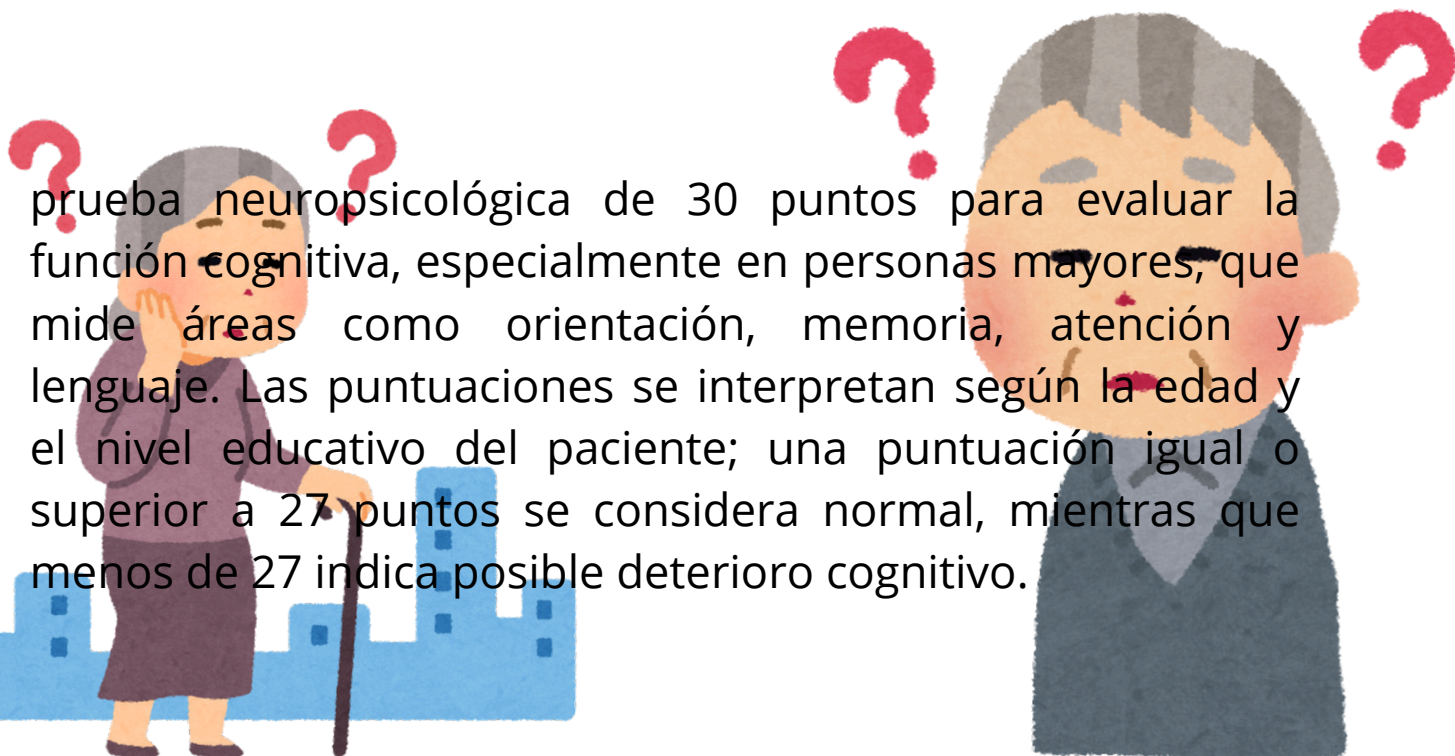 prueba neuropsicológica de 30 puntos para evaluar la
función cognitiva, especialmente en personas mayores, que
mide áreas como orientación, memoria, atención y
lenguaje. Las puntuaciones se interpretan según la edad y
el nivel educativo del paciente; una puntuación igual o
superior a 27 puntos se considera normal, mientras que
menos de 27 indica posible deterioro cognitivo.